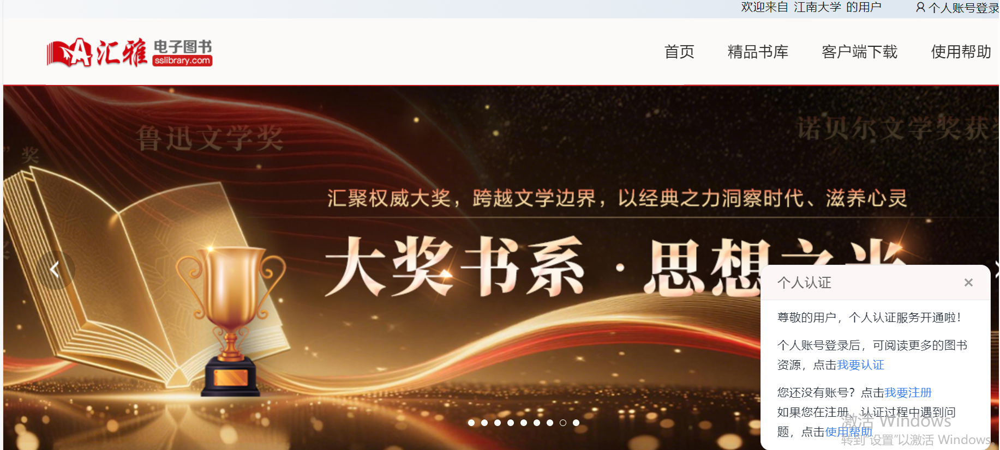 欢迎来自 江南大学 的用户
个人账号登录
汇雅 电子图书
sslibrary.com
首页 精品书库 客户端下载 使用帮助
鲁迅文学奖
诺贝尔文学奖获奖
” 奖
汇聚权威大奖，跨越文学边界，以经典之力洞察时代、滋养心灵
大奖书系 · 思想之光
个人认证
尊敬的用户，个人认证服务开通啦！
个人账号登录后，可阅读更多的图书
资源，点击我要认证
您还没有账号？点击我要注册
如果您在注册、认证过程中遇到问
题，点击使用帮助
激活 Windows
转到"设置"以激活 Windows。